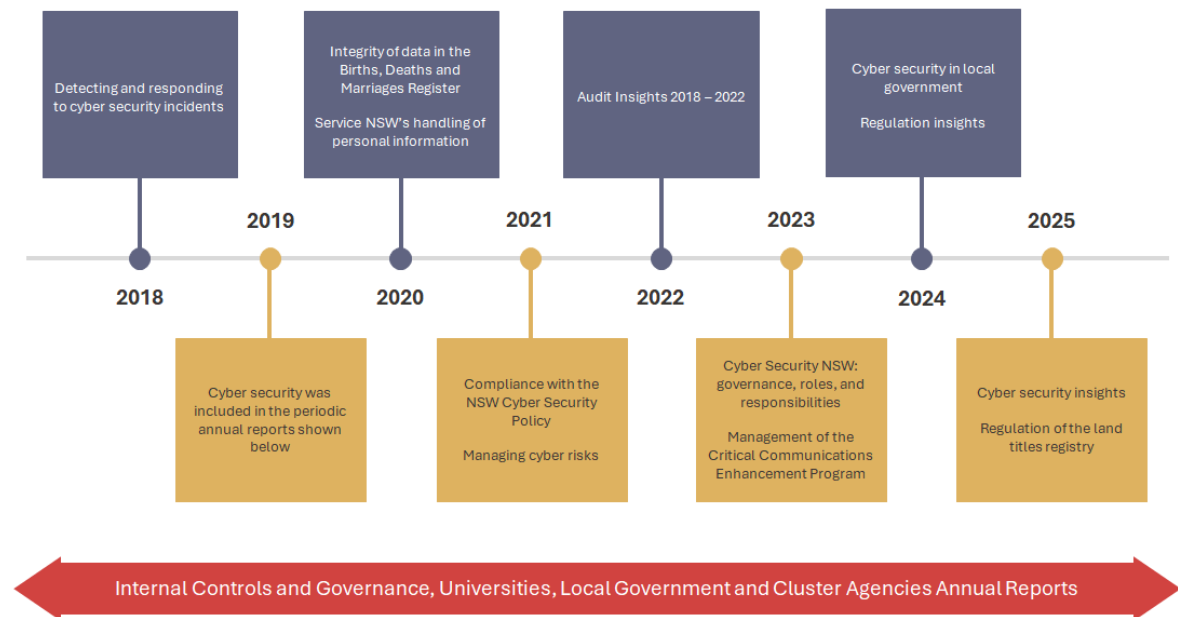 Detecting and responding
to cyber security incidents
Integrity of data in the
Births, Deaths and
Marriages Register
Service NSW's handling of
personal information
Audit Insights 2018 – 2022
Cyber security in local
government
Regulation insights
2019
2021
2023
2025
2018
2020
2022
2024
Cyber security was
included in the periodic
annual reports shown
below
Compliance with the
NSW Cyber Security
Policy
Managing cyber risks
Cyber Security NSW:
governance, roles, and
responsibilities
Management of the
Critical Communications
Enhancement Program
Cyber security insights
Regulation of the land
titles registry
Internal Controls and Governance, Universities, Local Government and Cluster Agencies Annual Reports